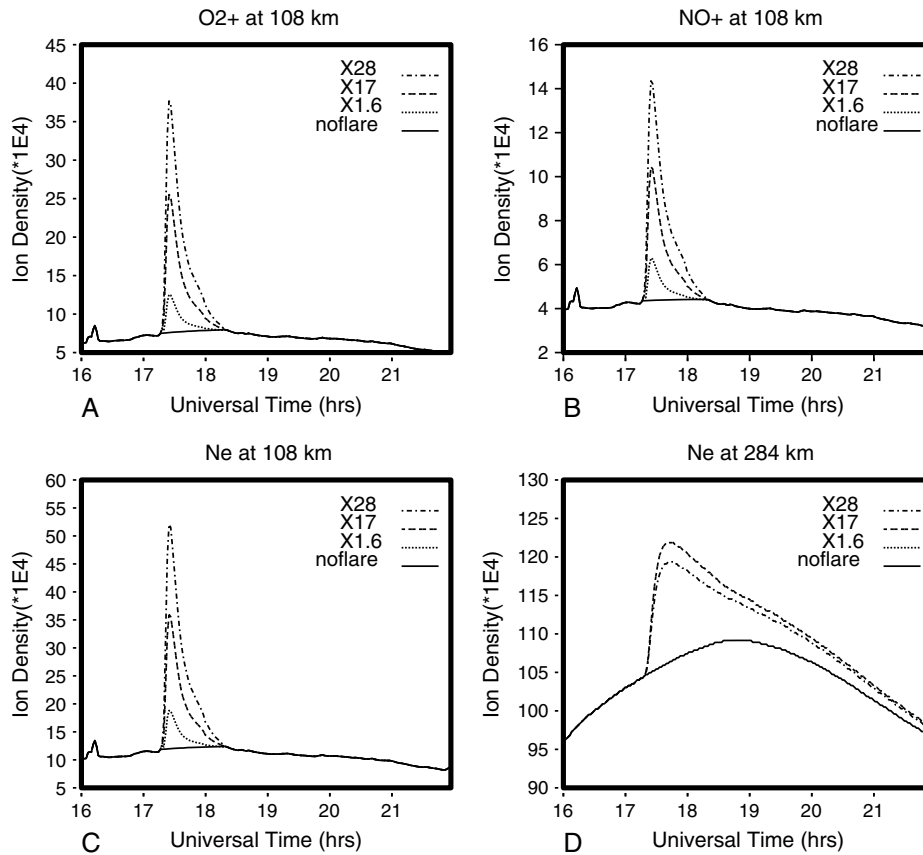 O2+ at 108 km
45
40
35
30
25
20
15
10
5
Ion Density(*1E4)
X28
X17
X1.6
noflare
16 17 18 19 20 21
A Universal Time (hrs)
NO+ at 108 km
16
14
12
10
8
6
4
2
Ion Density(*1E4)
X28
X17
X1.6
noflare
16 17 18 19 20 21
B Universal Time (hrs)
Ne at 108 km
60
55
50
45
40
35
30
25
20
15
10
5
Ion Density(*1E4)
X28
X17
X1.6
noflare
16 17 18 19 20 21
C Universal Time (hrs)
Ne at 284 km
130
125
120
115
110
105
100
95
90
Ion Density(*1E4)
X28
X17
X1.6
noflare
16 17 18 19 20 21
D Universal Time (hrs)